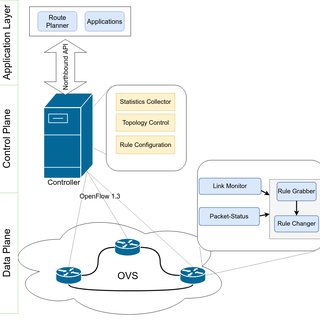 Application Layer
Route
Planner
Applications
Northbound API
Control Plane
Statistics Collector
Topology Control
Rule Configuration
Controller
OpenFlow 1.3
Link Monitor
Rule Grabber
Packet-Status
Rule Changer
Data Plane
OVS